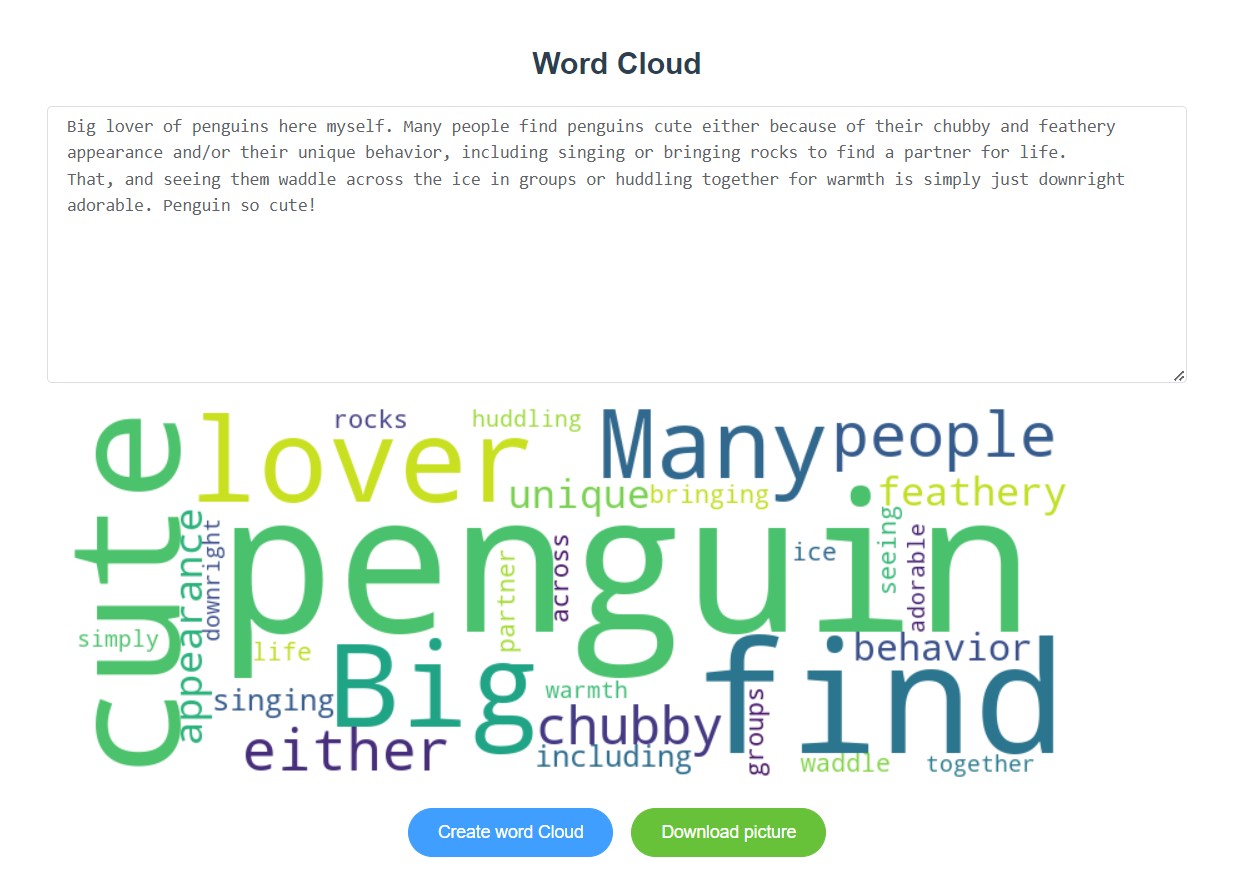 Word Cloud
Big lover of penguins here myself. Many people find penguins cute either because of their chubby and feathery
appearance and/or their unique behavior, including singing or bringing rocks to find a partner for life.
That, and seeing them waddle across the ice in groups or huddling together for warmth is simply just downright
adorable. Penguin so cute!
cute
lover
rocks
huddling
Many
people
unique
bringing
feathery
appearance
downright
penguin
partner
across
ice
seeing
adorable
simply
life
Big
behavior
find
singing
warmth
chubby
groups
either
including
waddle
together
Create word Cloud
Download picture